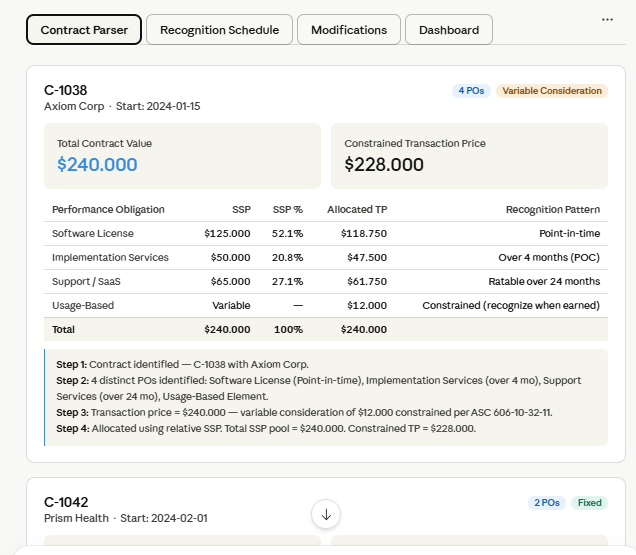 Contract Parser Recognition Schedule Modifications Dashboard
C-1038 4 POs Variable Consideration
Axiom Corp · Start: 2024-01-15
Total Contract Value Constrained Transaction Price
$240.000 $228.000
Performance Obligation SSP SSP % Allocated TP Recognition Pattern
Software License $125.000 52.1% $118.750 Point-in-time
Implementation Services $50.000 20.8% $47.500 Over 4 months (POC)
Support / SaaS $65.000 27.1% $61.750 Ratable over 24 months
Usage-Based Variable — $12.000 Constrained (recognize when earned)
Total $240.000 100% $240.000
Step 1: Contract identified — C-1038 with Axiom Corp.
Step 2: 4 distinct POs identified: Software License (Point-in-time), Implementation Services (over 4 mo), Support
Services (over 24 mo), Usage-Based Element.
Step 3: Transaction price = $240.000 — variable consideration of $12.000 constrained per ASC 606-10-32-11.
Step 4: Allocated using relative SSP. Total SSP pool = $240.000. Constrained TP = $228.000.
C-1042 2 POs Fixed
Prism Health · Start: 2024-02-01